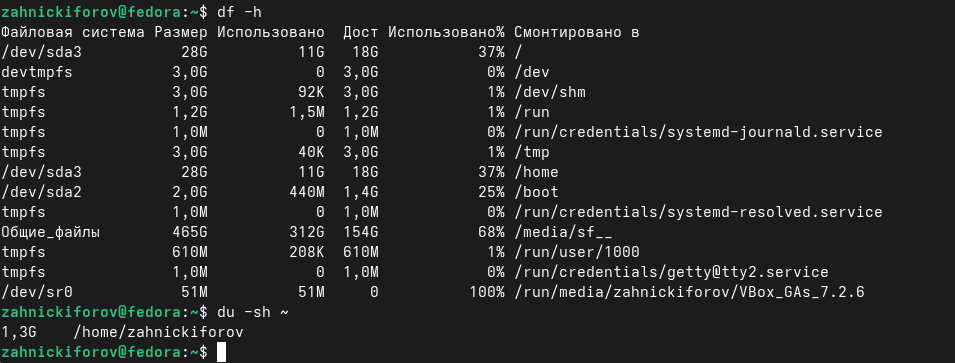 zahnickiforov@fedora:~$ df -h
Файловая система Размер Использовано  Дост Использовано% Cмонтировано в
/dev/sda3           28G          11G   18G           37% /
devtmpfs           3,0G            0  3,0G            0% /dev
tmpfs              3,0G          92K  3,0G            1% /dev/shm
tmpfs              1,2G         1,5M  1,2G            1% /run
tmpfs              1,0M            0  1,0M            0% /run/credentials/systemd-journald.service
tmpfs              3,0G          40K  3,0G            1% /tmp
/dev/sda3           28G          11G   18G           37% /home
/dev/sda2          2,0G         440M  1,4G           25% /boot
tmpfs              1,0M            0  1,0M            0% /run/credentials/systemd-resolved.service
Общие_файлы        465G         312G  154G           68% /media/sf__
tmpfs              610M         208K  610M            1% /run/user/1000
tmpfs              1,0M            0  1,0M            0% /run/credentials/getty@tty2.service
/dev/sr0            51M          51M     0          100% /run/media/zahnickiforov/VBox_GAs_7.2.6
zahnickiforov@fedora:~$ du -sh ~
1,3G    /home/zahnickiforov
zahnickiforov@fedora:~$